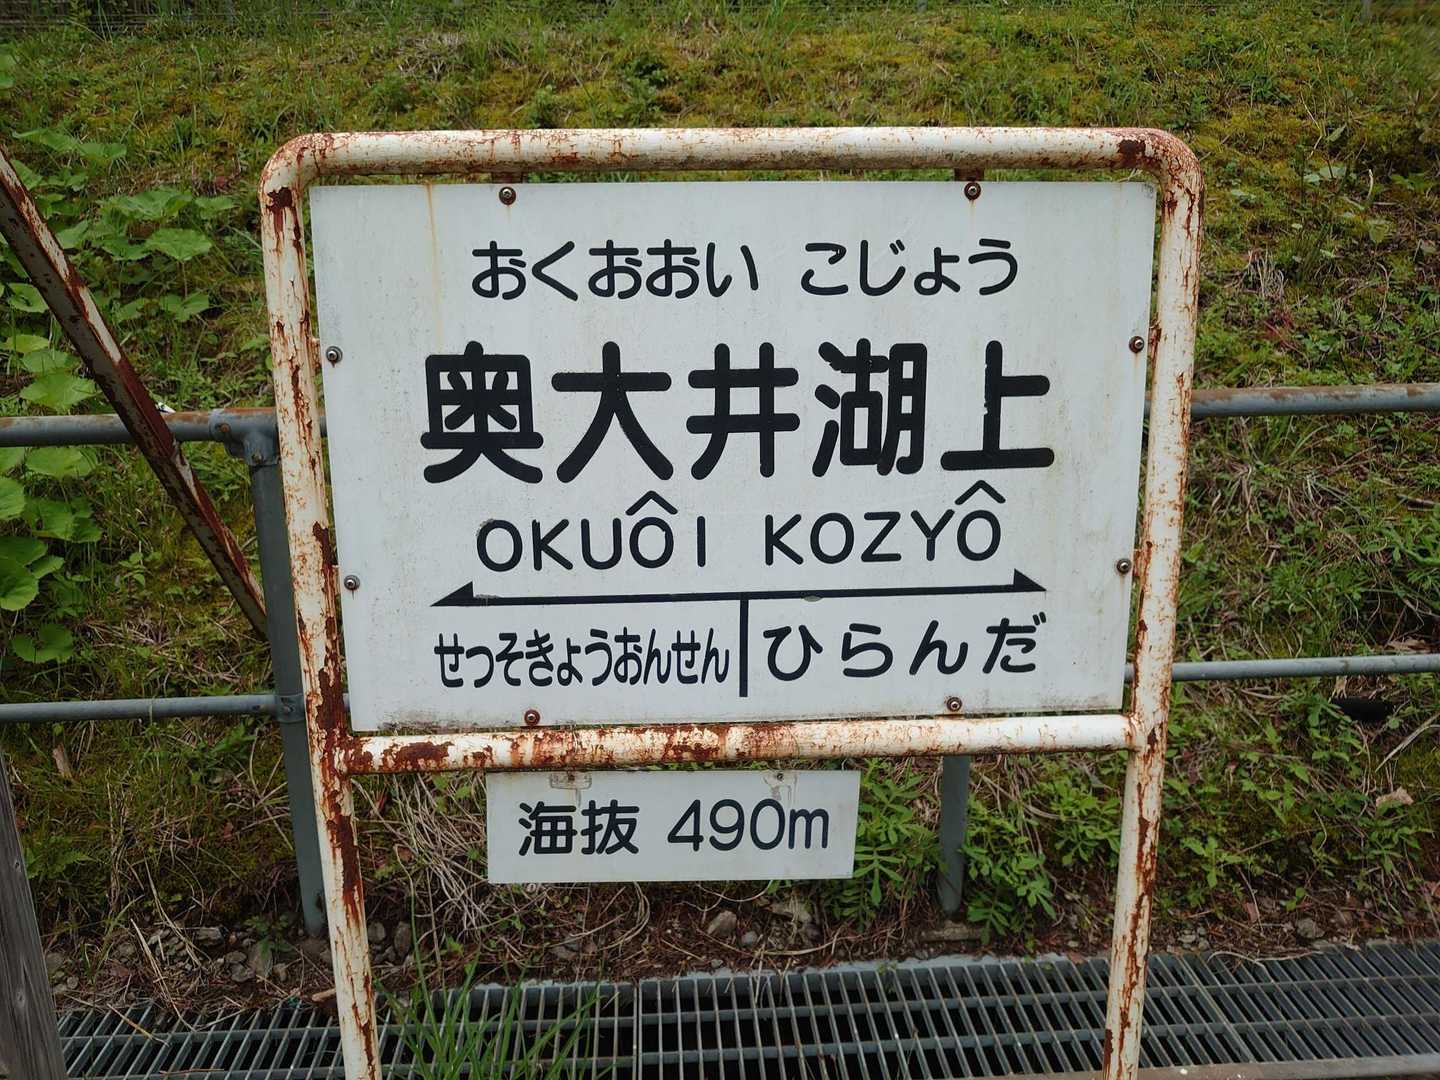 おくおおい こじょう
奥大井湖上
OKUÔI KOZYÔ
せっそきょうおんせん ひらんだ
海抜 490m